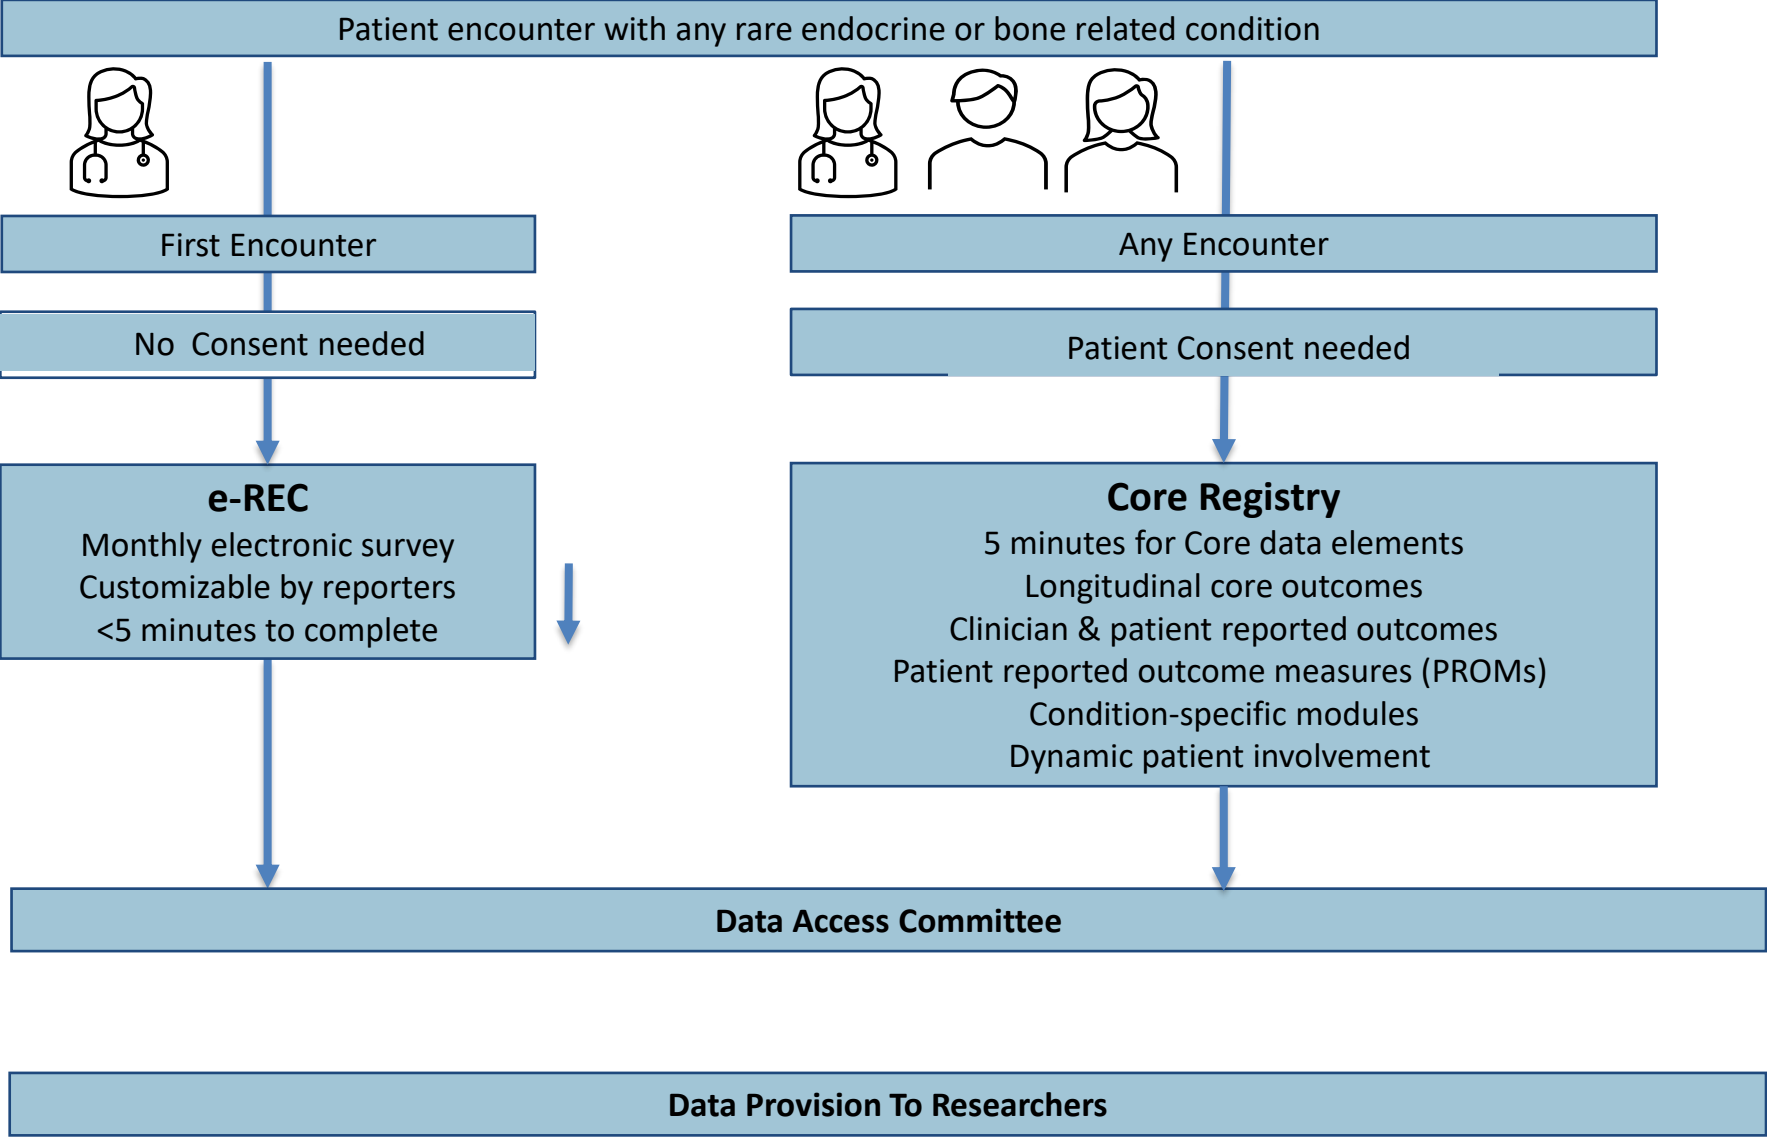 Patient encounter with any rare endocrine or bone related condition
First Encounter
No  Consent needed
e-REC
Monthly electronic survey
Customizable by reporters
<5 minutes to complete
Any Encounter
Patient Consent needed
Core Registry
5 minutes for Core data elements
Longitudinal core outcomes
Clinician & patient reported outcomes
Patient reported outcome measures (PROMs)
Condition-specific modules
Dynamic patient involvement
Data Access Committee
Data Provision To Researchers